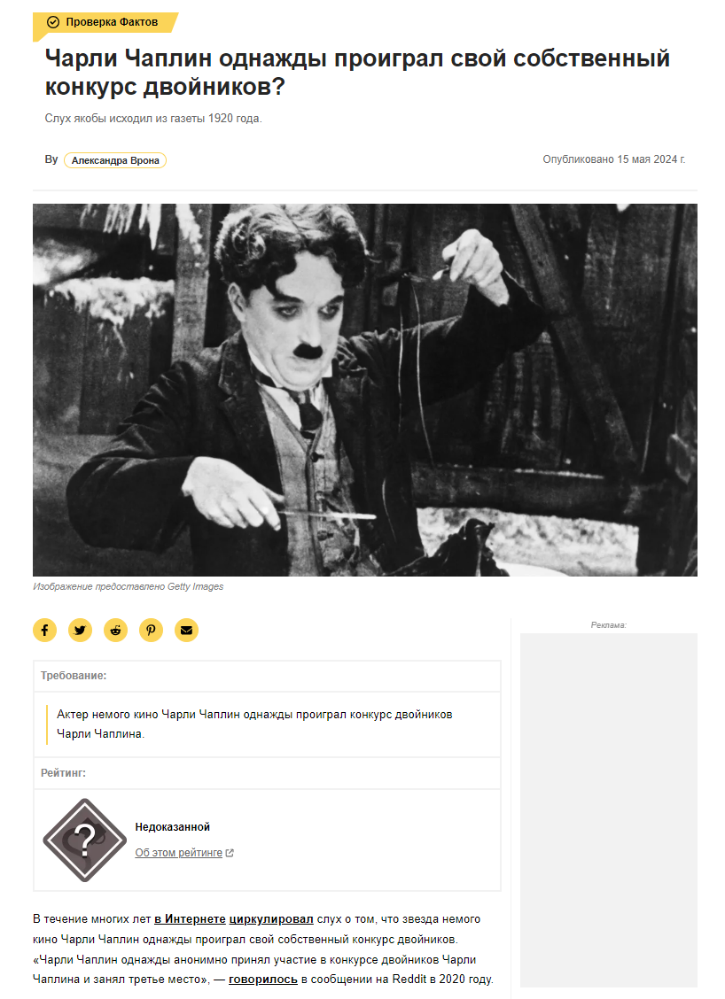 Проверка Фактов
Чарли Чаплин однажды проиграл свой собственный
конкурс двойников?
Слух якобы исходил из газеты 1920 года.
By Александра Врона
Опубликовано 15 мая 2024 г.
Изображение предоставлено Getty Images
Реклама:
Требование:
Актер немого кино Чарли Чаплин однажды проиграл конкурс двойников
Чарли Чаплина.
Рейтинг:
?
Недоказанной
Об этом рейтинге
В течение многих лет в Интернете циркулировал слух о том, что звезда немого
кино Чарли Чаплин однажды проиграл свой собственный конкурс двойников.
«Чарли Чаплин однажды анонимно принял участие в конкурсе двойников Чарли
Чаплина и занял третье место», — говорилось в сообщении на Reddit в 2020 году.